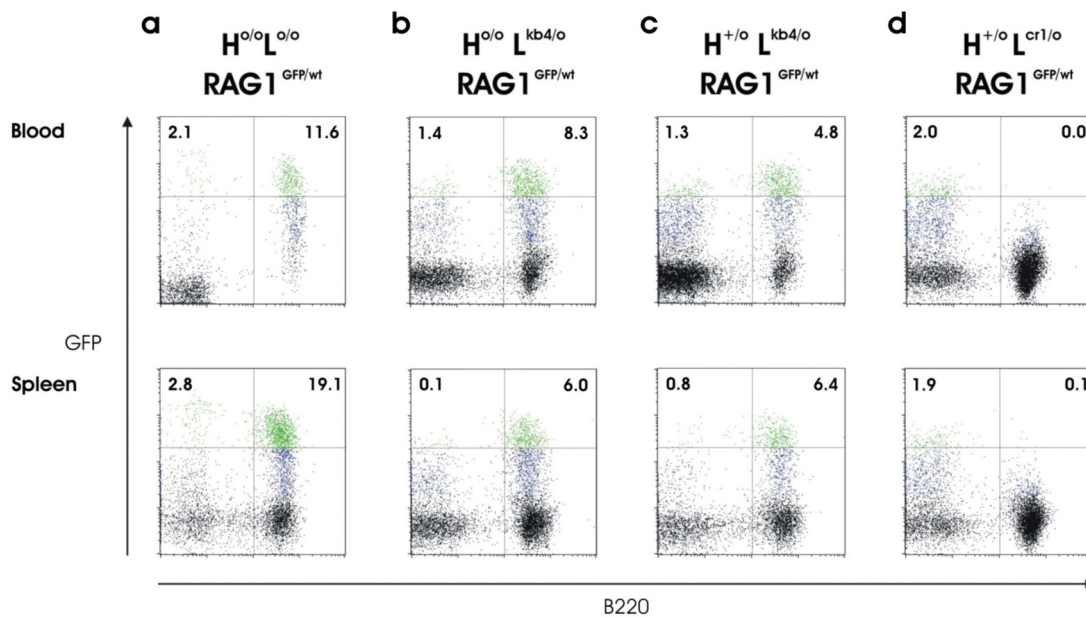 a
H^o/o L^o/o
RAG1^GFP/wt
b
H^o/o L^kb4/o
RAG1^GFP/wt
c
H^+/o L^kb4/o
RAG1^GFP/wt
d
H^+/o L^cr1/o
RAG1^GFP/wt
Blood
2.1 11.6
1.4 8.3
1.3 4.8
2.0 0.0
GFP
Spleen
2.8 19.1
0.1 6.0
0.8 6.4
1.9 0.1
B220